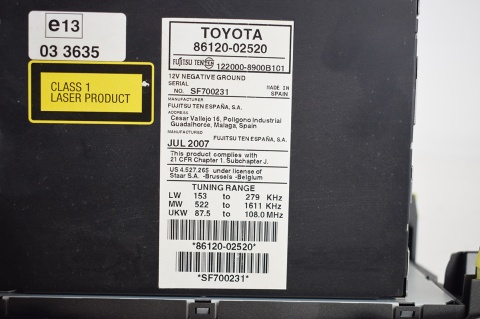 e13
03 3635
CLASS 1
LASER PRODUCT
TOYOTA
86120-02520
FUJITSU TEN TEN 122000-8900B101
12V NEGATIVE GROUND
SERIAL
NO. SF700231
MADE IN
SPAIN
MANUFACTURER
FUJITSU TEN ESPAÑA, S.A.
ADDRESS
Cesar Vallejo 16, Poligono Industrial
Guadalhorce, Malaga, Spain
MANUFACTURED
FUJITSU TEN ESPAÑA, S.A.
JUL 2007
This product complies with
21 CFR Chapter 1. Subchapter J.
US 4.527.265 under license of
Staar S.A. -Brussels -Belgium
TUNING RANGE
LW 153 to 279 KHz
MW 522 to 1611 KHz
UKW 87.5 to 108.0 MHz
*86120-02520*
*SF700231*